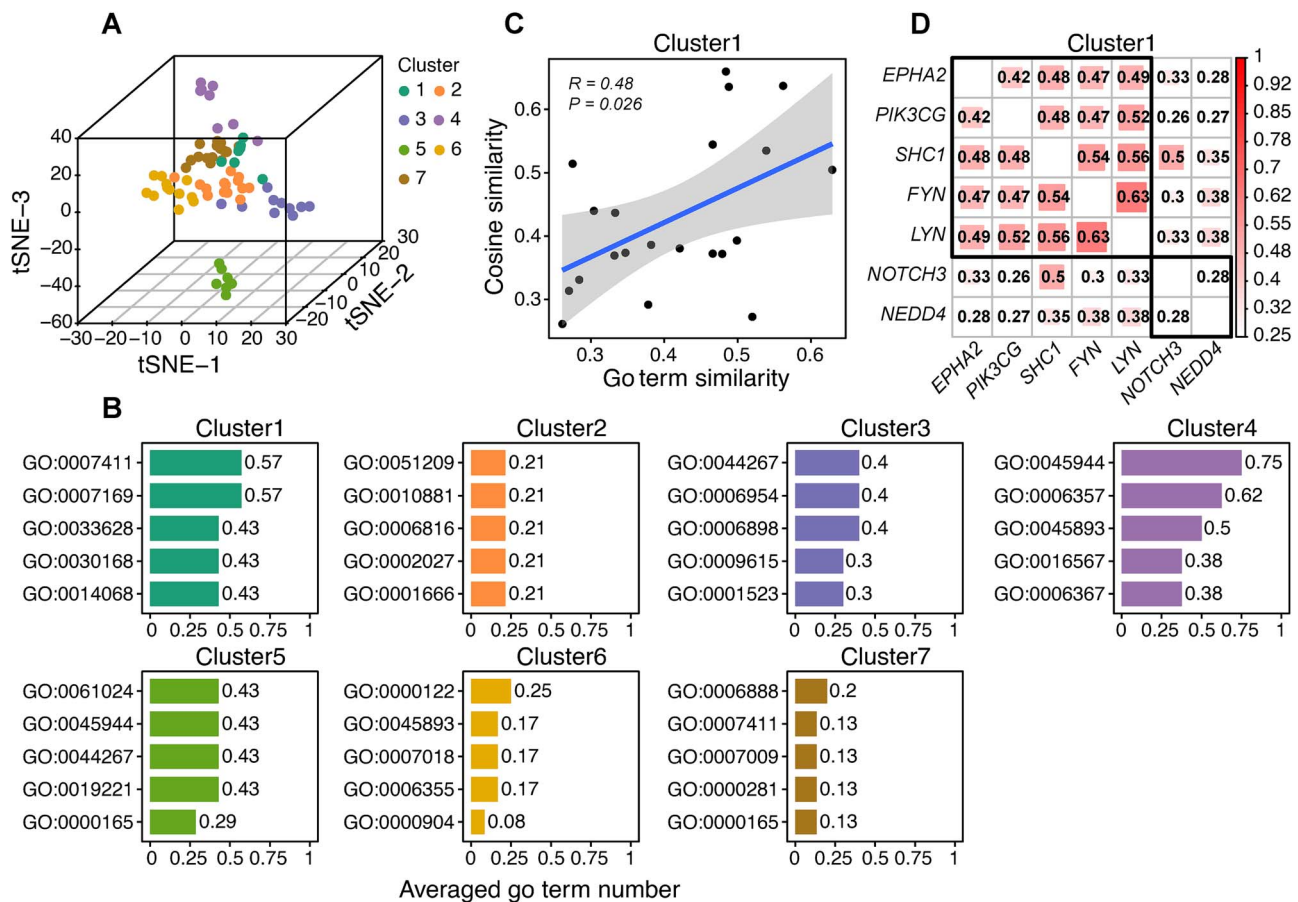 A
Cluster
1 2
3 4
5 6
7
40
20
0
−20
−40
−60
tSNE−3
−30 −20 −10 0 10 20 30
tSNE−1
−20
−10
0
10
20
30
tSNE−2
C
Cluster1
R = 0.48
P = 0.026
0.6
0.5
0.4
0.3
Cosine similarity
0.3 0.4 0.5 0.6
Go term similarity
D
Cluster1
EPHA2 0.42 0.48 0.47 0.49 0.33 0.28
PIK3CG 0.42 0.48 0.47 0.52 0.26 0.27
SHC1 0.48 0.48 0.54 0.56 0.5 0.35
FYN 0.47 0.47 0.54 0.63 0.3 0.38
LYN 0.49 0.52 0.56 0.63 0.33 0.38
NOTCH3 0.33 0.26 0.5 0.3 0.33 0.28
NEDD4 0.28 0.27 0.35 0.38 0.38 0.28
EPHA2 PIK3CG SHC1 FYN LYN NOTCH3 NEDD4
1
0.92
0.85
0.78
0.7
0.62
0.55
0.48
0.4
0.32
0.25
B
Cluster1
GO:0007411 0.57
GO:0007169 0.57
GO:0033628 0.43
GO:0030168 0.43
GO:0014068 0.43
0 0.25 0.5 0.75 1
Cluster2
GO:0051209 0.21
GO:0010881 0.21
GO:0006816 0.21
GO:0002027 0.21
GO:0001666 0.21
0 0.25 0.5 0.75 1
Cluster3
GO:0044267 0.4
GO:0006954 0.4
GO:0006898 0.4
GO:0009615 0.3
GO:0001523 0.3
0 0.25 0.5 0.75 1
Cluster4
GO:0045944 0.75
GO:0006357 0.62
GO:0045893 0.5
GO:0016567 0.38
GO:0006367 0.38
0 0.25 0.5 0.75 1
Cluster5
GO:0061024 0.43
GO:0045944 0.43
GO:0044267 0.43
GO:0019221 0.43
GO:0000165 0.29
0 0.25 0.5 0.75 1
Cluster6
GO:0000122 0.25
GO:0045893 0.17
GO:0007018 0.17
GO:0006355 0.17
GO:0000904 0.08
0 0.25 0.5 0.75 1
Cluster7
GO:0006888 0.2
GO:0007411 0.13
GO:0007009 0.13
GO:0000281 0.13
GO:0000165 0.13
0 0.25 0.5 0.75 1
Averaged go term number